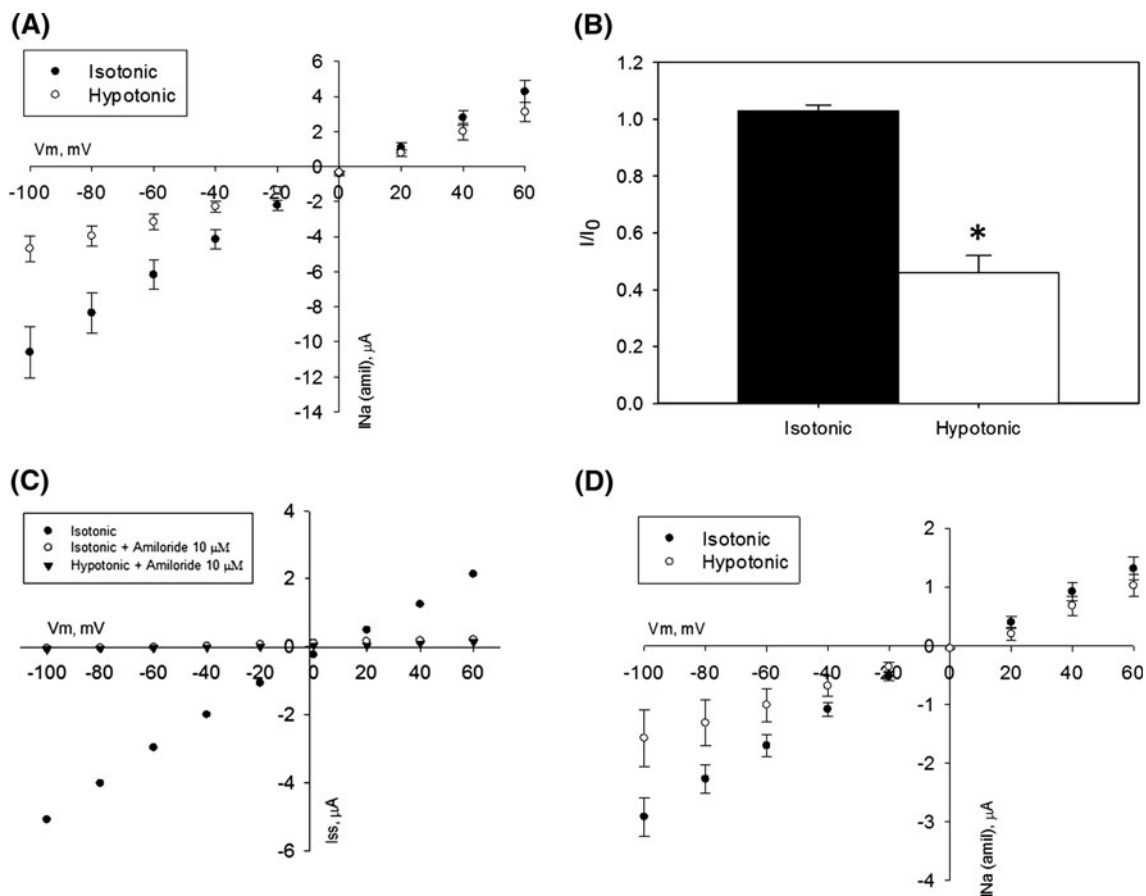 (A)
Isotonic
Hypotonic
Vm, mV
6
4
2
0
-100 -80 -60 -40 -20 0 20 40 60
-2
-4
-6
-8
-10
-12
-14
INa (amil), µA
(B)
1.2
1.0
0.8
0.6
0.4
0.2
0.0
I/I0
*
Isotonic Hypotonic
(C)
Isotonic
Isotonic + Amiloride 10 µM
Hypotonic + Amiloride 10 µM
Vm, mV
4
2
0
-100 -80 -60 -40 -20 0 20 40 60
-2
-4
-6
Iss, µA
(D)
Isotonic
Hypotonic
Vm, mV
2
1
0
-100 -80 -60 -40 -20 0 20 40 60
-1
-2
-3
-4
INa (amil), µA